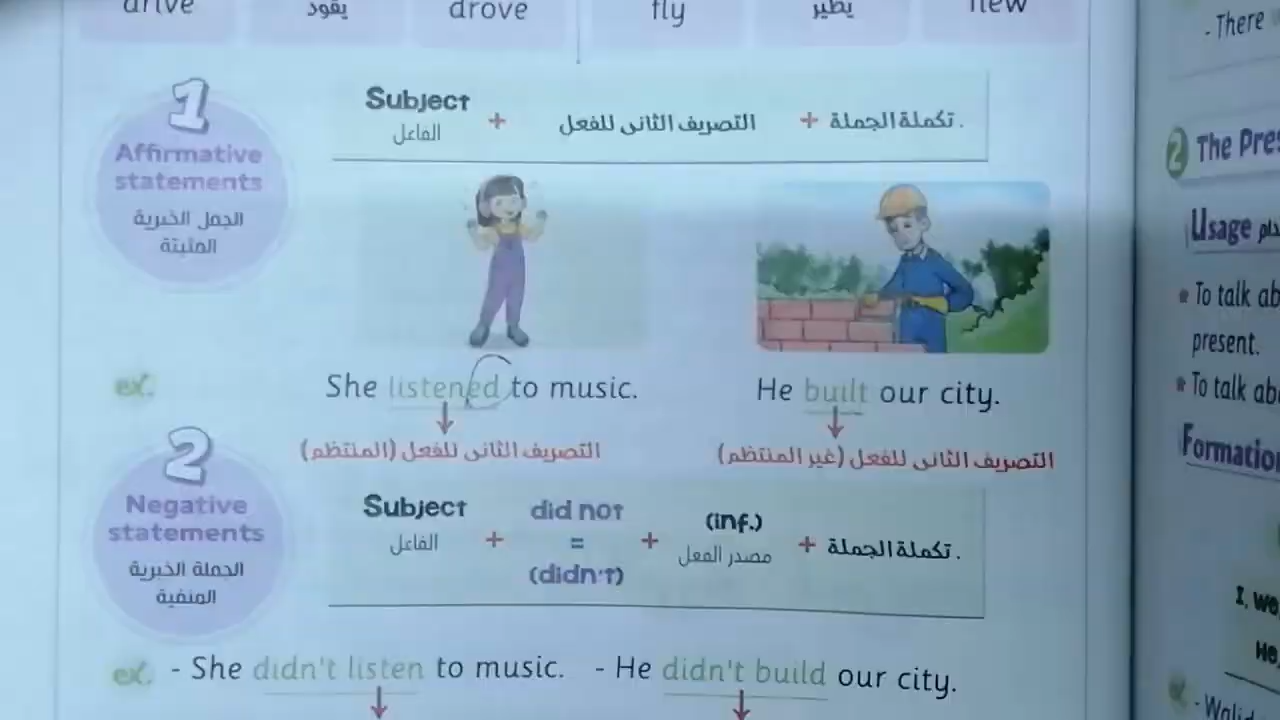 drive يقود drove fly يطير flew
1
Affirmative
statements
الجمل الخبرية
المثبتة
Subject
الفاعل
+ التصريف الثانى للفعل + تكملة الجملة .
ex. She listened to music. He built our city.
التصريف الثانى للفعل (المنتظم)
التصريف الثانى للفعل (غير المنتظم)
2
Negative
statements
الجملة الخبرية
المنفية
Subject
الفاعل
+
did not
=
(didn't)
+
(inf.)
مصدر الفعل
+ تكملة الجملة .
ex. - She didn't listen to music. - He didn't build our city.
- There
2 The Pres
Usage
* To talk ab
present.
* To talk ab
Formation
I, we,
He,
- Walid